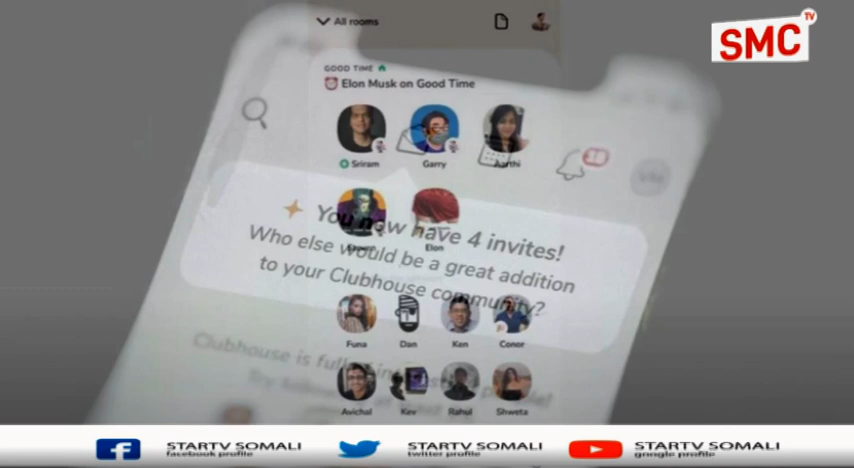 All rooms
SMC TV
GOOD TIME
Elon Musk on Good Time
Sriram
Garry
Aarthi
You now have 4 invites!
Elon
Who else would be a great addition
to your Clubhouse community?
Funa
Dan
Ken
Conor
Clubhouse is
Avichal
Kev
Rahul
Shweta
STARTV SOMALI
facebook profile
STARTV SOMALI
twitter profile
STARTV SOMALI
google profile